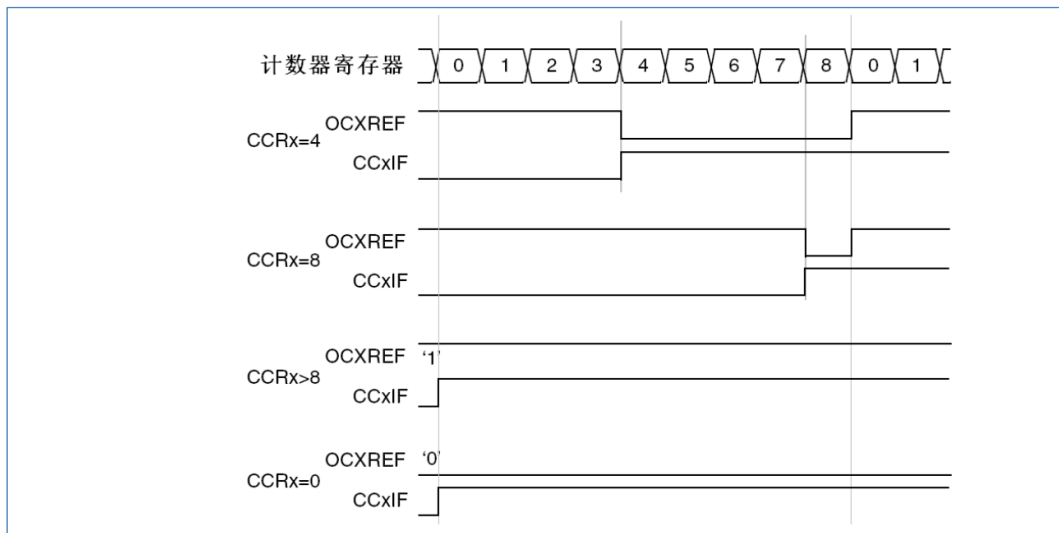 计数器寄存器 0 1 2 3 4 5 6 7 8 0 1
OCXREF
CCRx=4
CCxIF
OCXREF
CCRx=8
CCxIF
OCXREF '1'
CCRx>8
CCxIF
OCXREF '0'
CCRx=0
CCxIF